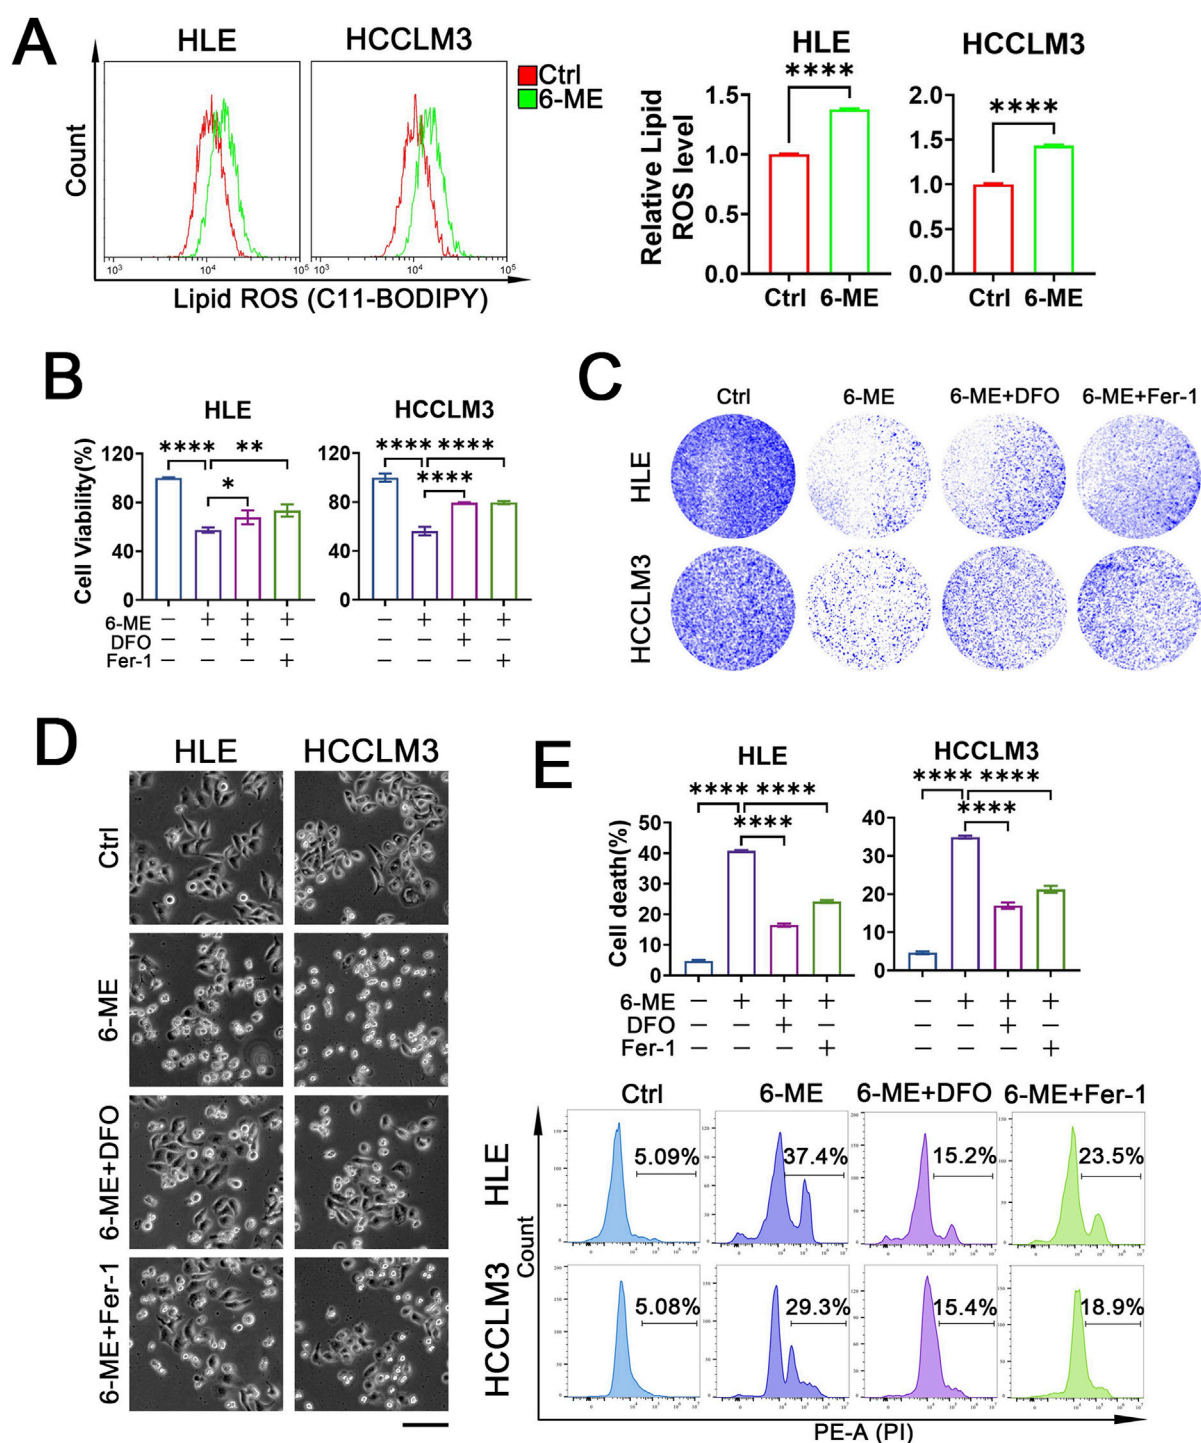 A
HLE
HCCLM3
Ctrl
6-ME
Count
10³ 10⁴ 10⁵
10³ 10⁴ 10⁵
Lipid ROS (C11-BODIPY)
HLE
****
Relative Lipid
ROS level
1.5
1.0
0.5
0.0
Ctrl 6-ME
HCCLM3
****
2.0
1.5
1.0
0.5
0.0
Ctrl 6-ME
B
HLE
**** **
*
Cell Viability(%)
120
80
40
0
6-ME − + + +
DFO − − + −
Fer-1 − − − +
HCCLM3
**** ****
****
120
80
40
0
− + + +
− − + −
− − − +
C
Ctrl 6-ME 6-ME+DFO 6-ME+Fer-1
HLE
HCCLM3
D
HLE HCCLM3
Ctrl
6-ME
6-ME+DFO
6-ME+Fer-1
E
HLE
**** ****
****
Cell death(%)
50
40
30
20
10
0
6-ME − + + +
DFO − − + −
Fer-1 − − − +
HCCLM3
**** ****
****
40
30
20
10
0
− + + +
− − + −
− − − +
Ctrl 6-ME 6-ME+DFO 6-ME+Fer-1
HLE
5.09% 37.4% 15.2% 23.5%
Count
HCCLM3
5.08% 29.3% 15.4% 18.9%
PE-A (PI)